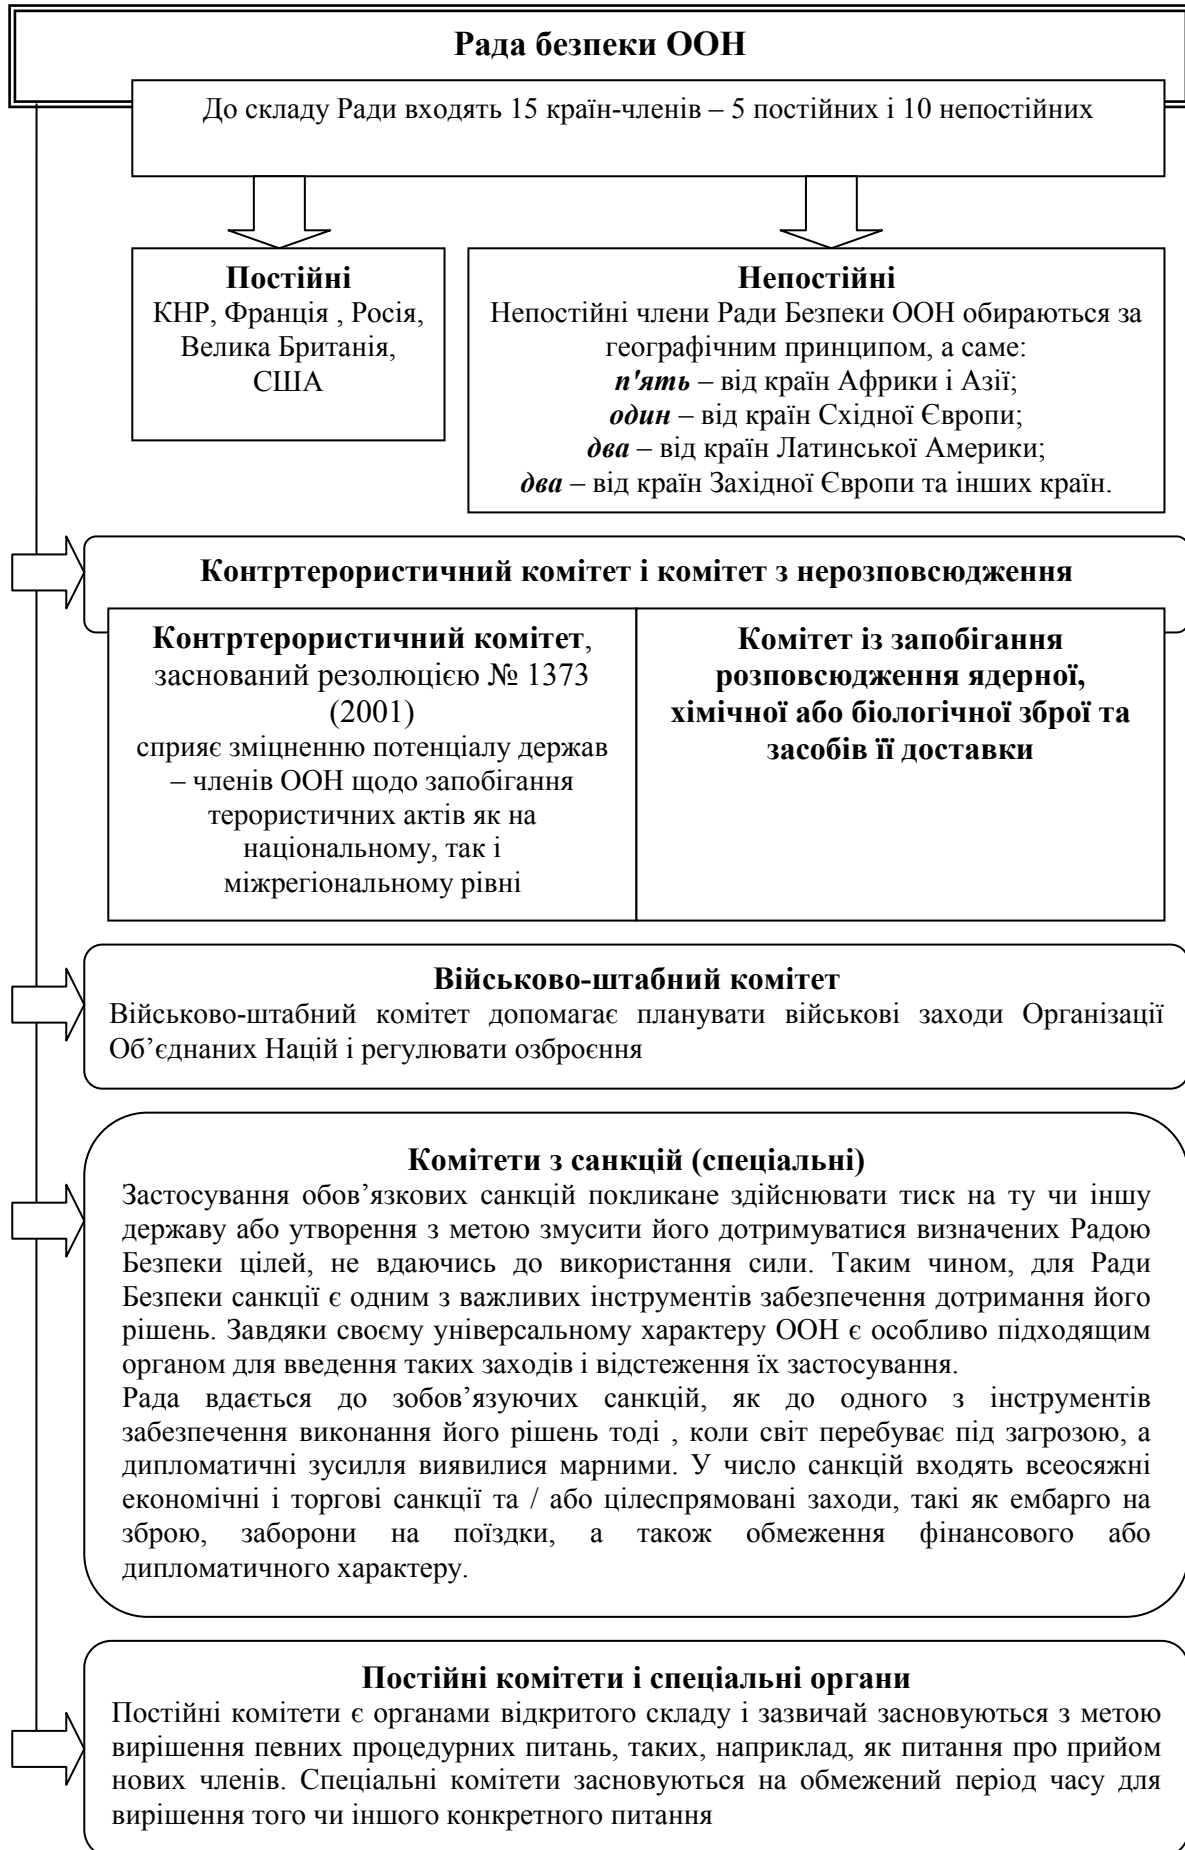 Рада безпеки ООН
До складу Ради входять 15 країн-членів – 5 постійних і 10 непостійних
Постійні
КНР, Франція , Росія,
Велика Британія,
США
Непостійні
Непостійні члени Ради Безпеки ООН обираються за
географічним принципом, а саме:
п'ять – від країн Африки і Азії;
один – від країн Східної Європи;
два – від країн Латинської Америки;
два – від країн Західної Європи та інших країн.
Контртерористичний комітет і комітет з нерозповсюдження
Контртерористичний комітет,
заснований резолюцією № 1373
(2001)
сприяє зміцненню потенціалу держав
– членів ООН щодо запобігання
терористичних актів як на
національному, так і
міжрегіональному рівні
Комітет із запобігання
розповсюдження ядерної,
хімічної або біологічної зброї та
засобів її доставки
Військово-штабний комітет
Військово-штабний комітет допомагає планувати військові заходи Організації
Об’єднаних Націй і регулювати озброєння
Комітети з санкцій (спеціальні)
Застосування обов’язкових санкцій покликане здійснювати тиск на ту чи іншу
державу або утворення з метою змусити його дотримуватися визначених Радою
Безпеки цілей, не вдаючись до використання сили. Таким чином, для Ради
Безпеки санкції є одним з важливих інструментів забезпечення дотримання його
рішень. Завдяки своєму універсальному характеру ООН є особливо підходящим
органом для введення таких заходів і відстеження їх застосування.
Рада вдається до зобов’язуючих санкцій, як до одного з інструментів
забезпечення виконання його рішень тоді , коли світ перебуває під загрозою, а
дипломатичні зусилля виявилися марними. У число санкцій входять всеосяжні
економічні і торгові санкції та / або цілеспрямовані заходи, такі як ембарго на
зброю, заборони на поїздки, а також обмеження фінансового або
дипломатичного характеру.
Постійні комітети і спеціальні органи
Постійні комітети є органами відкритого складу і зазвичай засновуються з метою
вирішення певних процедурних питань, таких, наприклад, як питання про прийом
нових членів. Спеціальні комітети засновуються на обмежений період часу для
вирішення того чи іншого конкретного питання